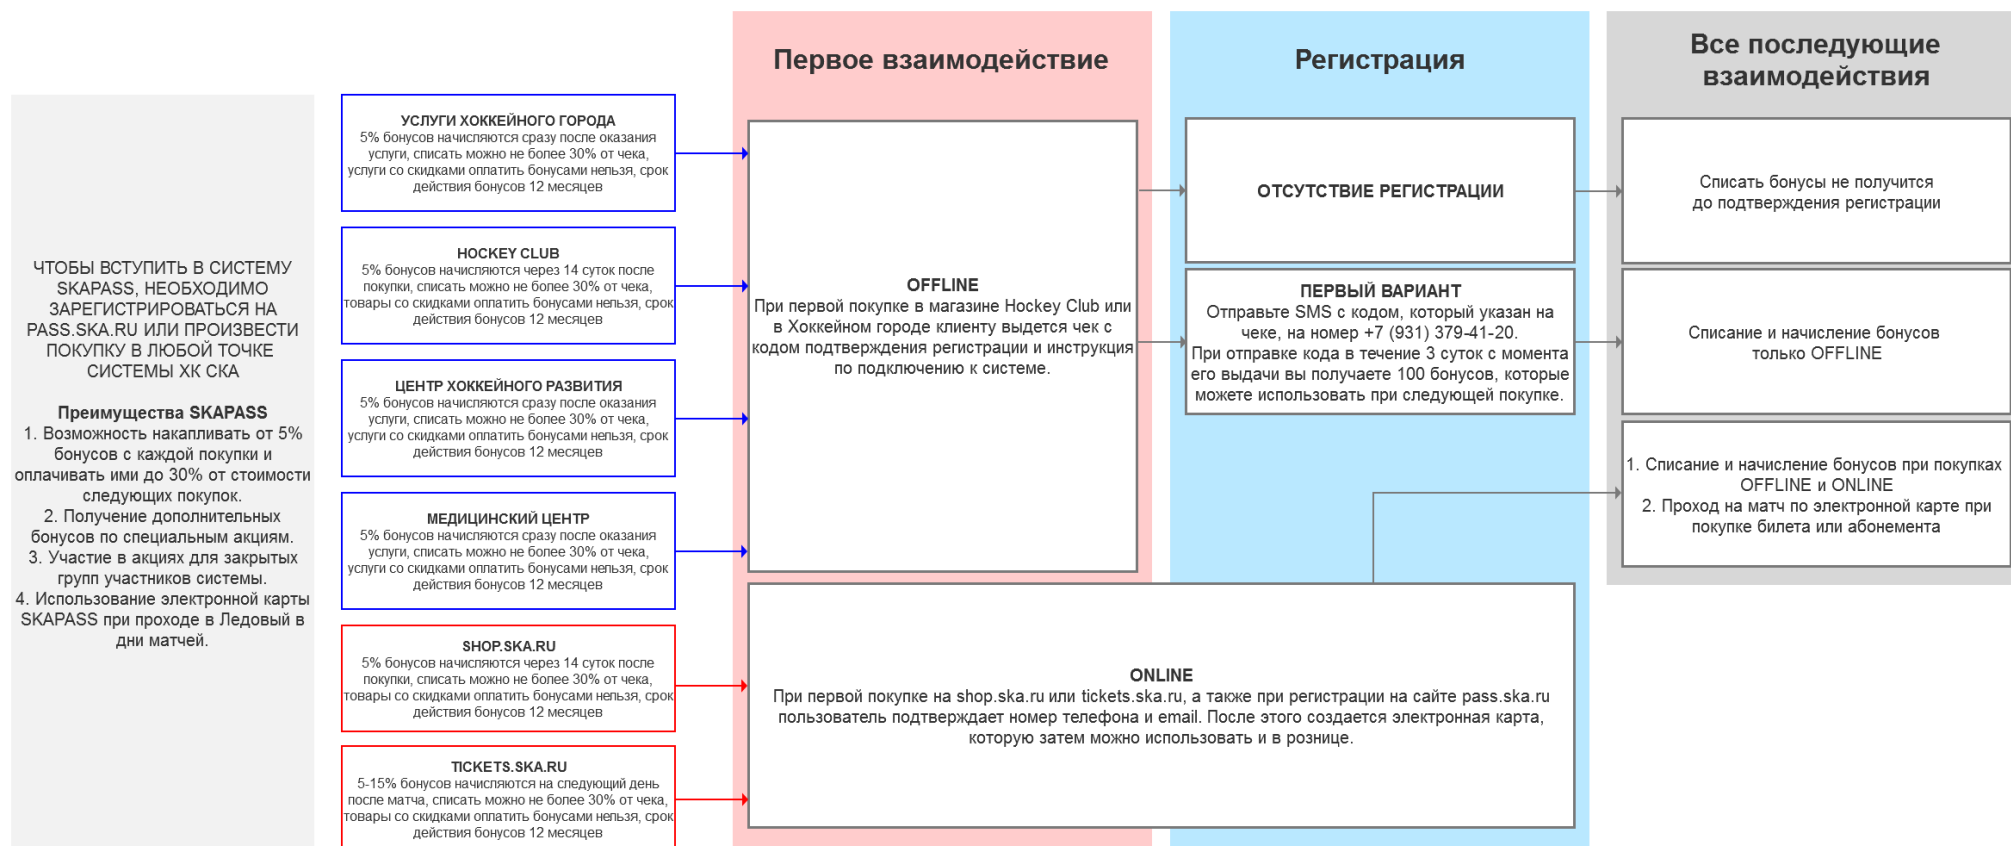 ЧТОБЫ ВСТУПИТЬ В СИСТЕМУ
SKAPASS, НЕОБХОДИМО
ЗАРЕГИСТРИРОВАТЬСЯ НА
PASS.SKA.RU ИЛИ ПРОИЗВЕСТИ
ПОКУПКУ В ЛЮБОЙ ТОЧКЕ
СИСТЕМЫ ХК СКА
Преимущества SKAPASS
1. Возможность накапливать от 5%
бонусов с каждой покупки и
оплачивать ими до 30% от стоимости
следующих покупок.
2. Получение дополнительных
бонусов по специальным акциям.
3. Участие в акциях для закрытых
групп участников системы.
4. Использование электронной карты
SKAPASS при проходе в Ледовый в
дни матчей.
УСЛУГИ ХОККЕЙНОГО ГОРОДА
5% бонусов начисляются сразу после оказания
услуги, списать можно не более 30% от чека,
услуги со скидками оплатить бонусами нельзя, срок
действия бонусов 12 месяцев
HOCKEY CLUB
5% бонусов начисляются через 14 суток после
покупки, списать можно не более 30% от чека,
товары со скидками оплатить бонусами нельзя, срок
действия бонусов 12 месяцев
ЦЕНТР ХОККЕЙНОГО РАЗВИТИЯ
5% бонусов начисляются сразу после оказания
услуги, списать можно не более 30% от чека,
услуги со скидками оплатить бонусами нельзя, срок
действия бонусов 12 месяцев
МЕДИЦИНСКИЙ ЦЕНТР
5% бонусов начисляются сразу после оказания
услуги, списать можно не более 30% от чека,
услуги со скидками оплатить бонусами нельзя, срок
действия бонусов 12 месяцев
SHOP.SKA.RU
5% бонусов начисляются через 14 суток после
покупки, списать можно не более 30% от чека,
товары со скидками оплатить бонусами нельзя, срок
действия бонусов 12 месяцев
TICKETS.SKA.RU
5-15% бонусов начисляются на следующий день
после матча, списать можно не более 30% от чека,
товары со скидками оплатить бонусами нельзя, срок
действия бонусов 12 месяцев
Первое взаимодействие
OFFLINE
При первой покупке в магазине Hockey Club или
в Хоккейном городе клиенту выдется чек с
кодом подтверждения регистрации и инструкция
по подключению к системе.
Регистрация
ОТСУТСТВИЕ РЕГИСТРАЦИИ
ПЕРВЫЙ ВАРИАНТ
Отправьте SMS с кодом, который указан на
чеке, на номер +7 (931) 379-41-20.
При отправке кода в течение 3 суток с момента
его выдачи вы получаете 100 бонусов, которые
можете использовать при следующей покупке.
ONLINE
При первой покупке на shop.ska.ru или tickets.ska.ru, а также при регистрации на сайте pass.ska.ru
пользователь подтверждает номер телефона и email. После этого создается электронная карта,
которую затем можно использовать и в рознице.
Все последующие
взаимодействия
Списать бонусы не получится
до подтверждения регистрации
Списание и начисление бонусов
только OFFLINE
1. Списание и начисление бонусов при покупках
OFFLINE и ONLINE
2. Проход на матч по электронной карте при
покупке билета или абонемента